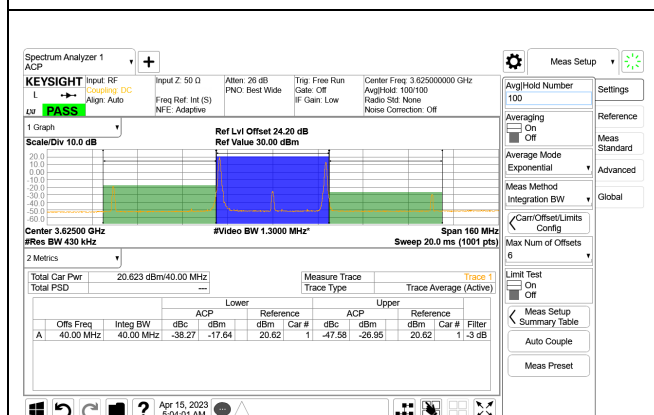 Spectrum Analyzer 1
ACP
+
Meas Setup
KEYSIGHT
L
LXI
PASS
Input: RF
Coupling: DC
Align: Auto
Input Z: 50 Ω
Freq Ref: Int (S)
NFE: Adaptive
Atten: 26 dB
PNO: Best Wide
Trig: Free Run
Gate: Off
IF Gain: Low
Center Freq: 3.625000000 GHz
Avg|Hold: 100/100
Radio Std: None
Noise Correction: Off
1 Graph
Scale/Div 10.0 dB
Ref Lvl Offset 24.20 dB
Ref Value 30.00 dBm
20.0
10.0
0.00
-10.0
-20.0
-30.0
-40.0
-50.0
-60.0
Center 3.62500 GHz #Video BW 1.3000 MHz* Span 160 MHz
#Res BW 430 kHz Sweep 20.0 ms (1001 pts)
2 Metrics
Total Car Pwr 20.623 dBm/40.00 MHz Measure Trace Trace 1
Total PSD --- Trace Type Trace Average (Active)
Lower Upper
ACP Reference ACP Reference
Offs Freq Integ BW dBc dBm dBm Car # dBc dBm dBm Car # Filter
A 40.00 MHz 40.00 MHz -38.27 -17.64 20.62 1 -47.58 -26.95 20.62 1 -3 dB
Avg|Hold Number
100
Averaging
On
Off
Average Mode
Exponential
Meas Method
Integration BW
Carr/Offset/Limits
Config
Max Num of Offsets
6
Limit Test
On
Off
Meas Setup
Summary Table
Auto Couple
Meas Preset
Settings
Reference
Meas
Standard
Advanced
Global
?
Apr 15, 2023
5:04:01 AM